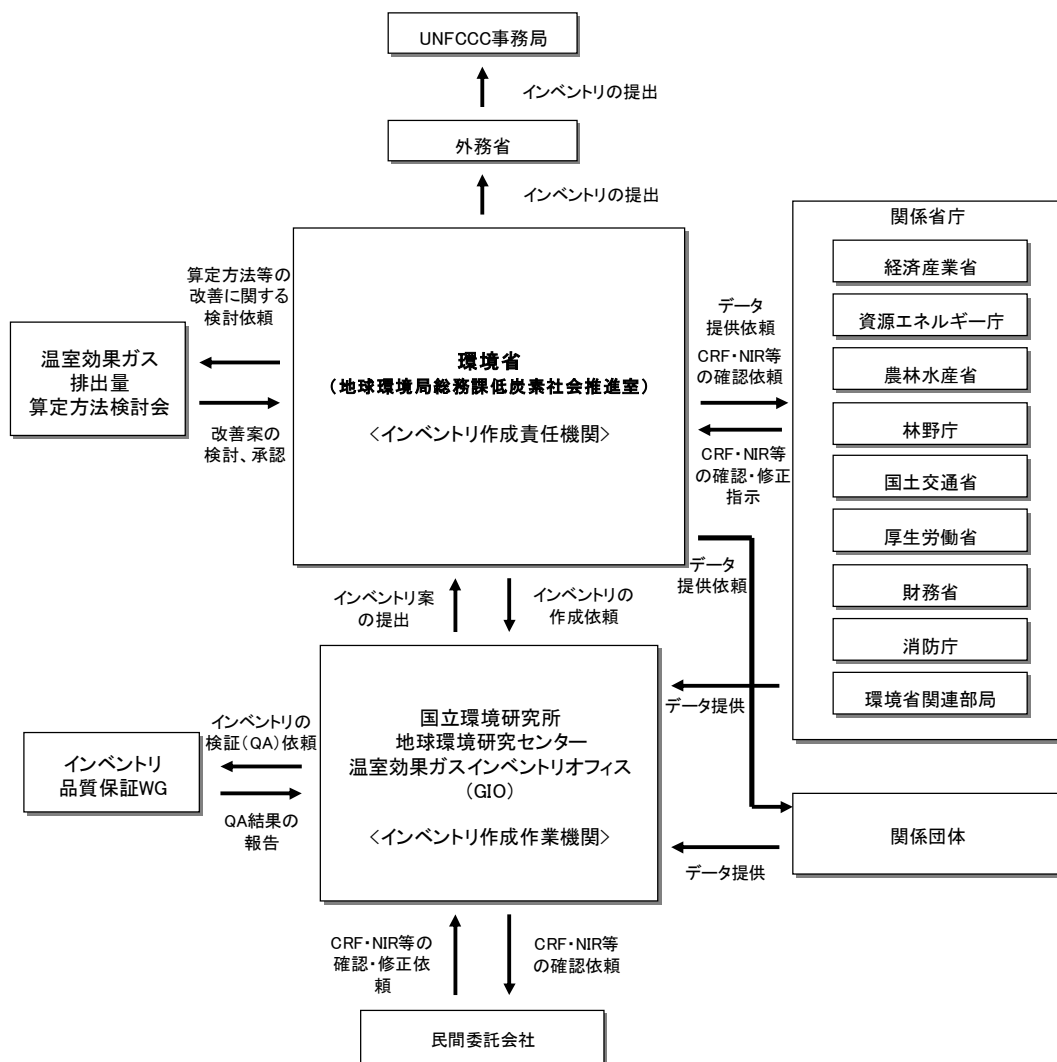 UNFCCC事務局
インベントリの提出
外務省
インベントリの提出
関係省庁
経済産業省
資源エネルギー庁
農林水産省
林野庁
国土交通省
厚生労働省
財務省
消防庁
環境省関連部局
算定方法等の
改善に関する
検討依頼
温室効果ガス
排出量
算定方法検討会
改善案の
検討、承認
環境省
（地球環境局総務課低炭素社会推進室）
<インベントリ作成責任機関>
データ
提供依頼
CRF・NIR等
の確認依頼
CRF・NIR等
の確認・修正
指示
データ
提供依頼
インベントリ案
の提出
インベントリの
作成依頼
国立環境研究所
地球環境研究センター
温室効果ガスインベントリオフィス
（GIO）
<インベントリ作成作業機関>
データ提供
インベントリの
検証（QA）依頼
インベントリ
品質保証WG
QA結果の
報告
関係団体
データ提供
CRF・NIR等の
確認・修正依
頼
CRF・NIR等
の確認依頼
民間委託会社